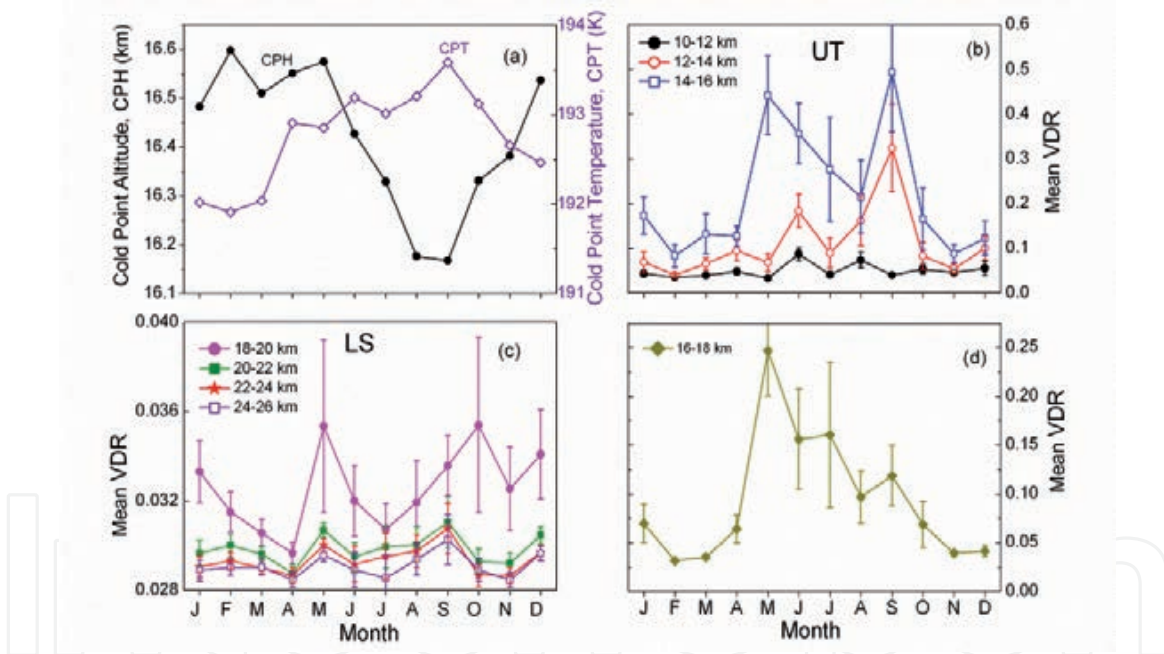 Cold Point Altitude, CPH (km)
16.6
16.5
16.4
16.3
16.2
16.1
CPH
CPT
(a)
194
193
192
191
Cold Point Temperature, CPT (K)
10-12 km
12-14 km
14-16 km
UT
(b)
0.6
0.5
0.4
0.3
0.2
0.1
0.0
Mean VDR
Mean VDR
0.040
0.036
0.032
0.028
18-20 km
20-22 km
22-24 km
24-26 km
LS
(c)
J F M A M J J A S O N D
Month
16-18 km
(d)
0.25
0.20
0.15
0.10
0.05
0.00
Mean VDR
J F M A M J J A S O N D
Month